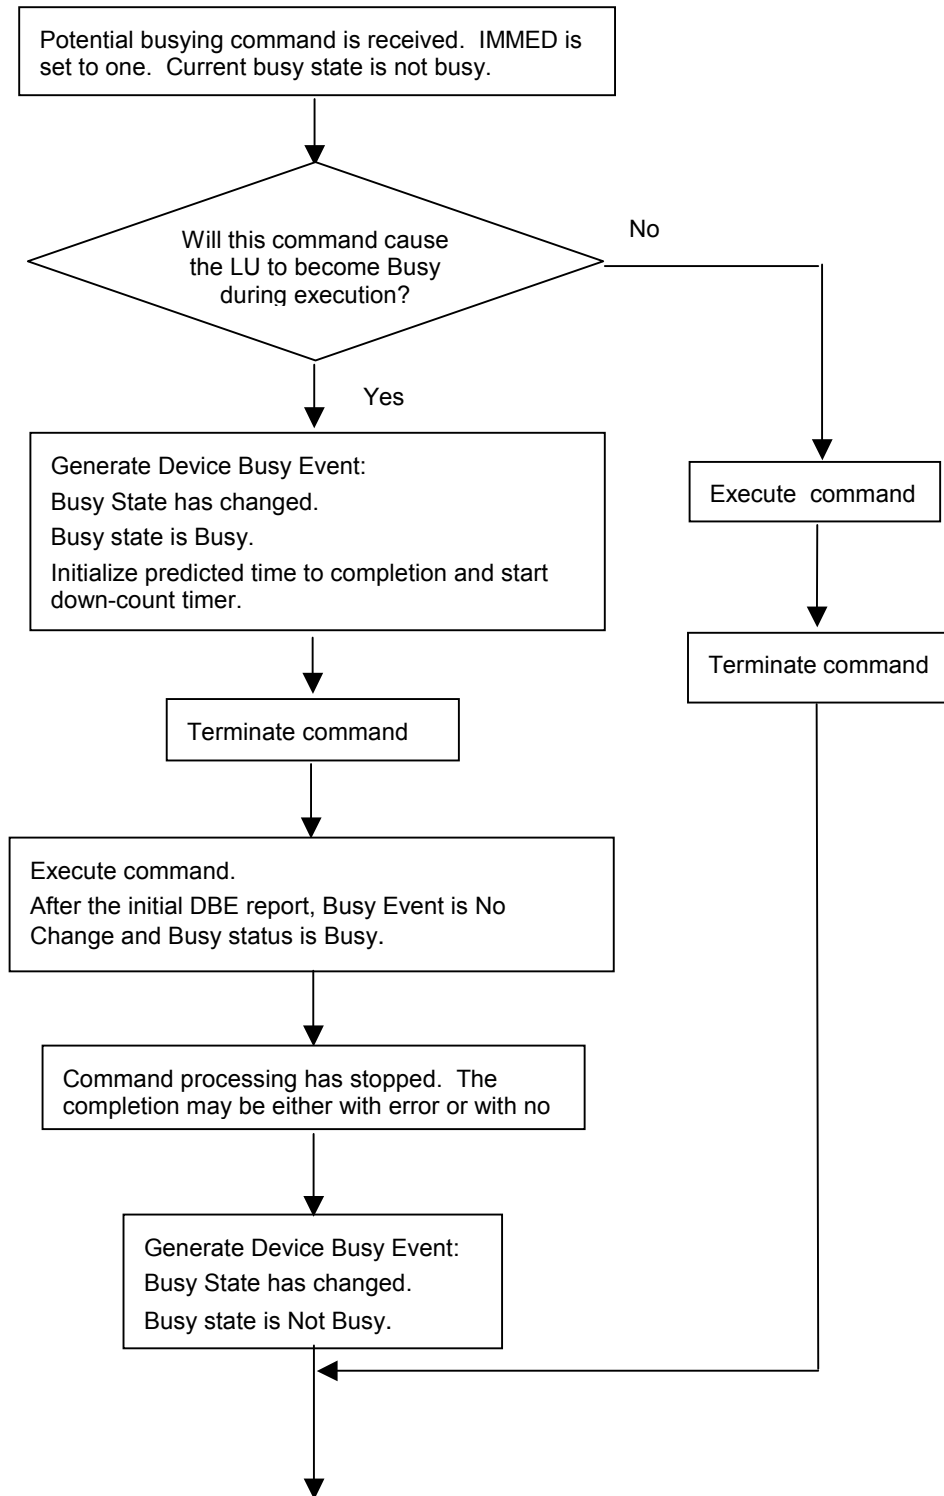 Potential busying command is received. IMMED is
set to one. Current busy state is not busy.
Will this command cause
the LU to become Busy
during execution?
No
Yes
Generate Device Busy Event:
Busy State has changed.
Busy state is Busy.
Initialize predicted time to completion and start
down-count timer.
Execute command
Terminate command
Terminate command
Execute command.
After the initial DBE report, Busy Event is No
Change and Busy status is Busy.
Command processing has stopped. The
completion may be either with error or with no
Generate Device Busy Event:
Busy State has changed.
Busy state is Not Busy.